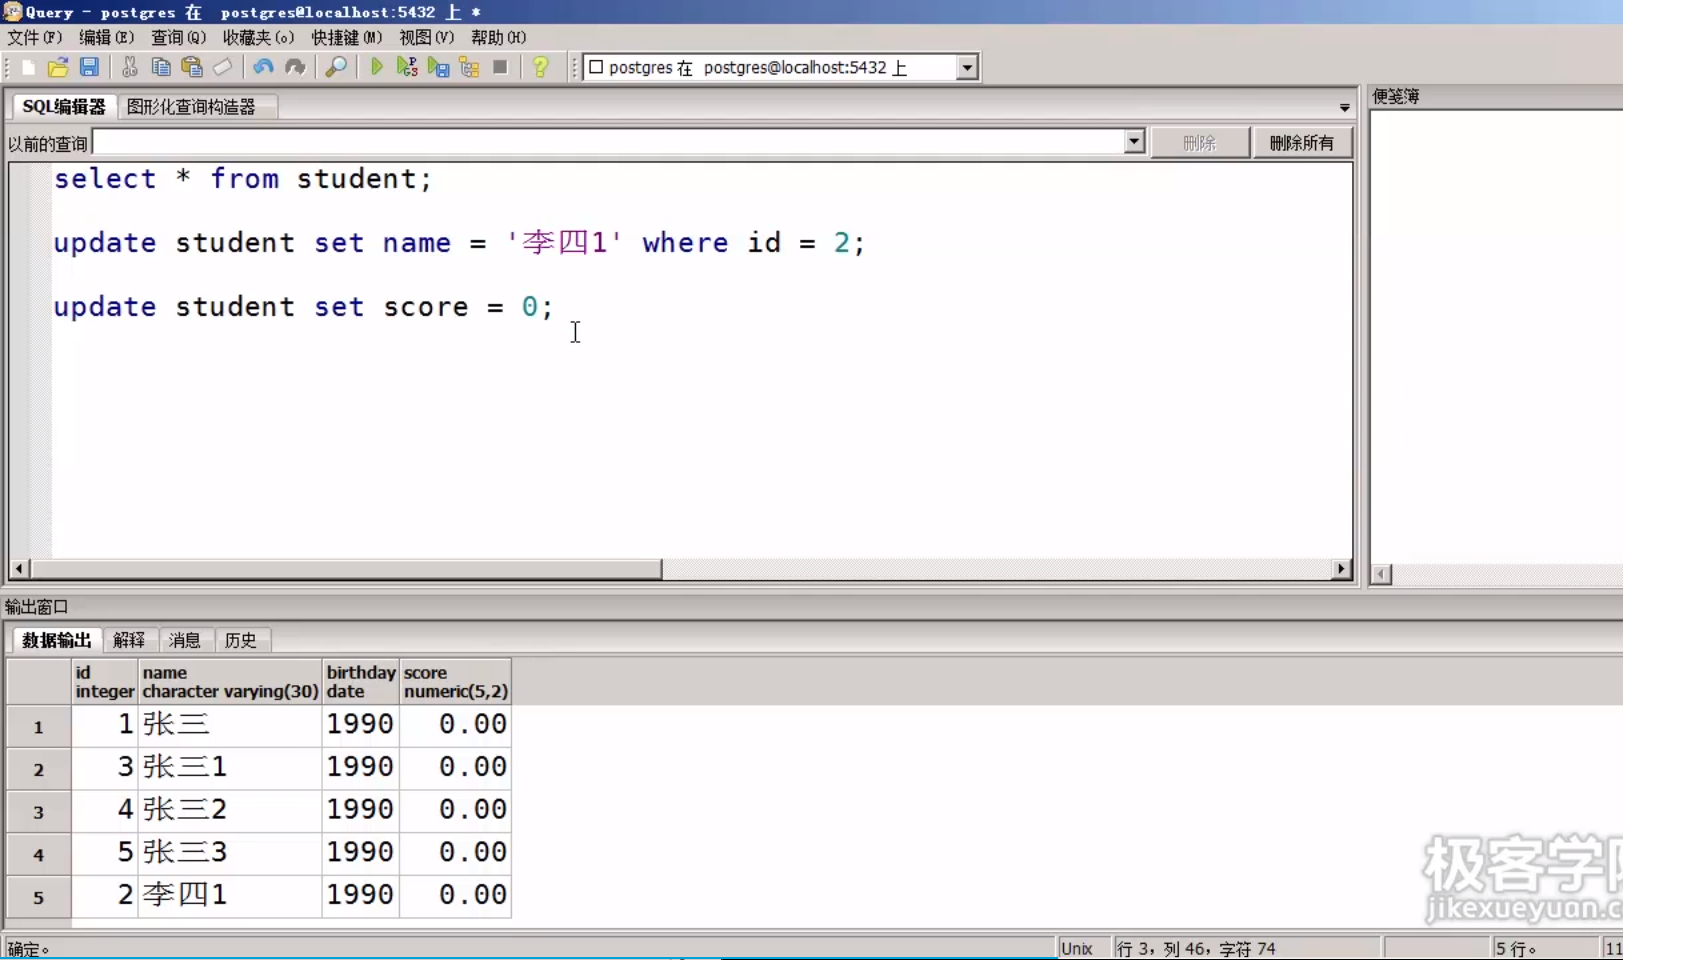 Query - postgres 在 postgres@localhost:5432 上 *
文件(F) 编辑(E) 查询(Q) 收藏夹(o) 快捷键(M) 视图(V) 帮助(H)
postgres 在 postgres@localhost:5432 上
SQL编辑器 图形化查询构造器
便笺簿
以前的查询 删除 删除所有
select * from student;
update student set name = '李四1' where id = 2;
update student set score = 0;
输出窗口
数据输出 解释 消息 历史
id name birthday score
integer character varying(30) date numeric(5,2)
1 1 张三 1990 0.00
2 3 张三1 1990 0.00
3 4 张三2 1990 0.00
4 5 张三3 1990 0.00
5 2 李四1 1990 0.00
极客学
jikexueyuan.c
确定。 Unix 行 3，列 46，字符 74 5 行。 11